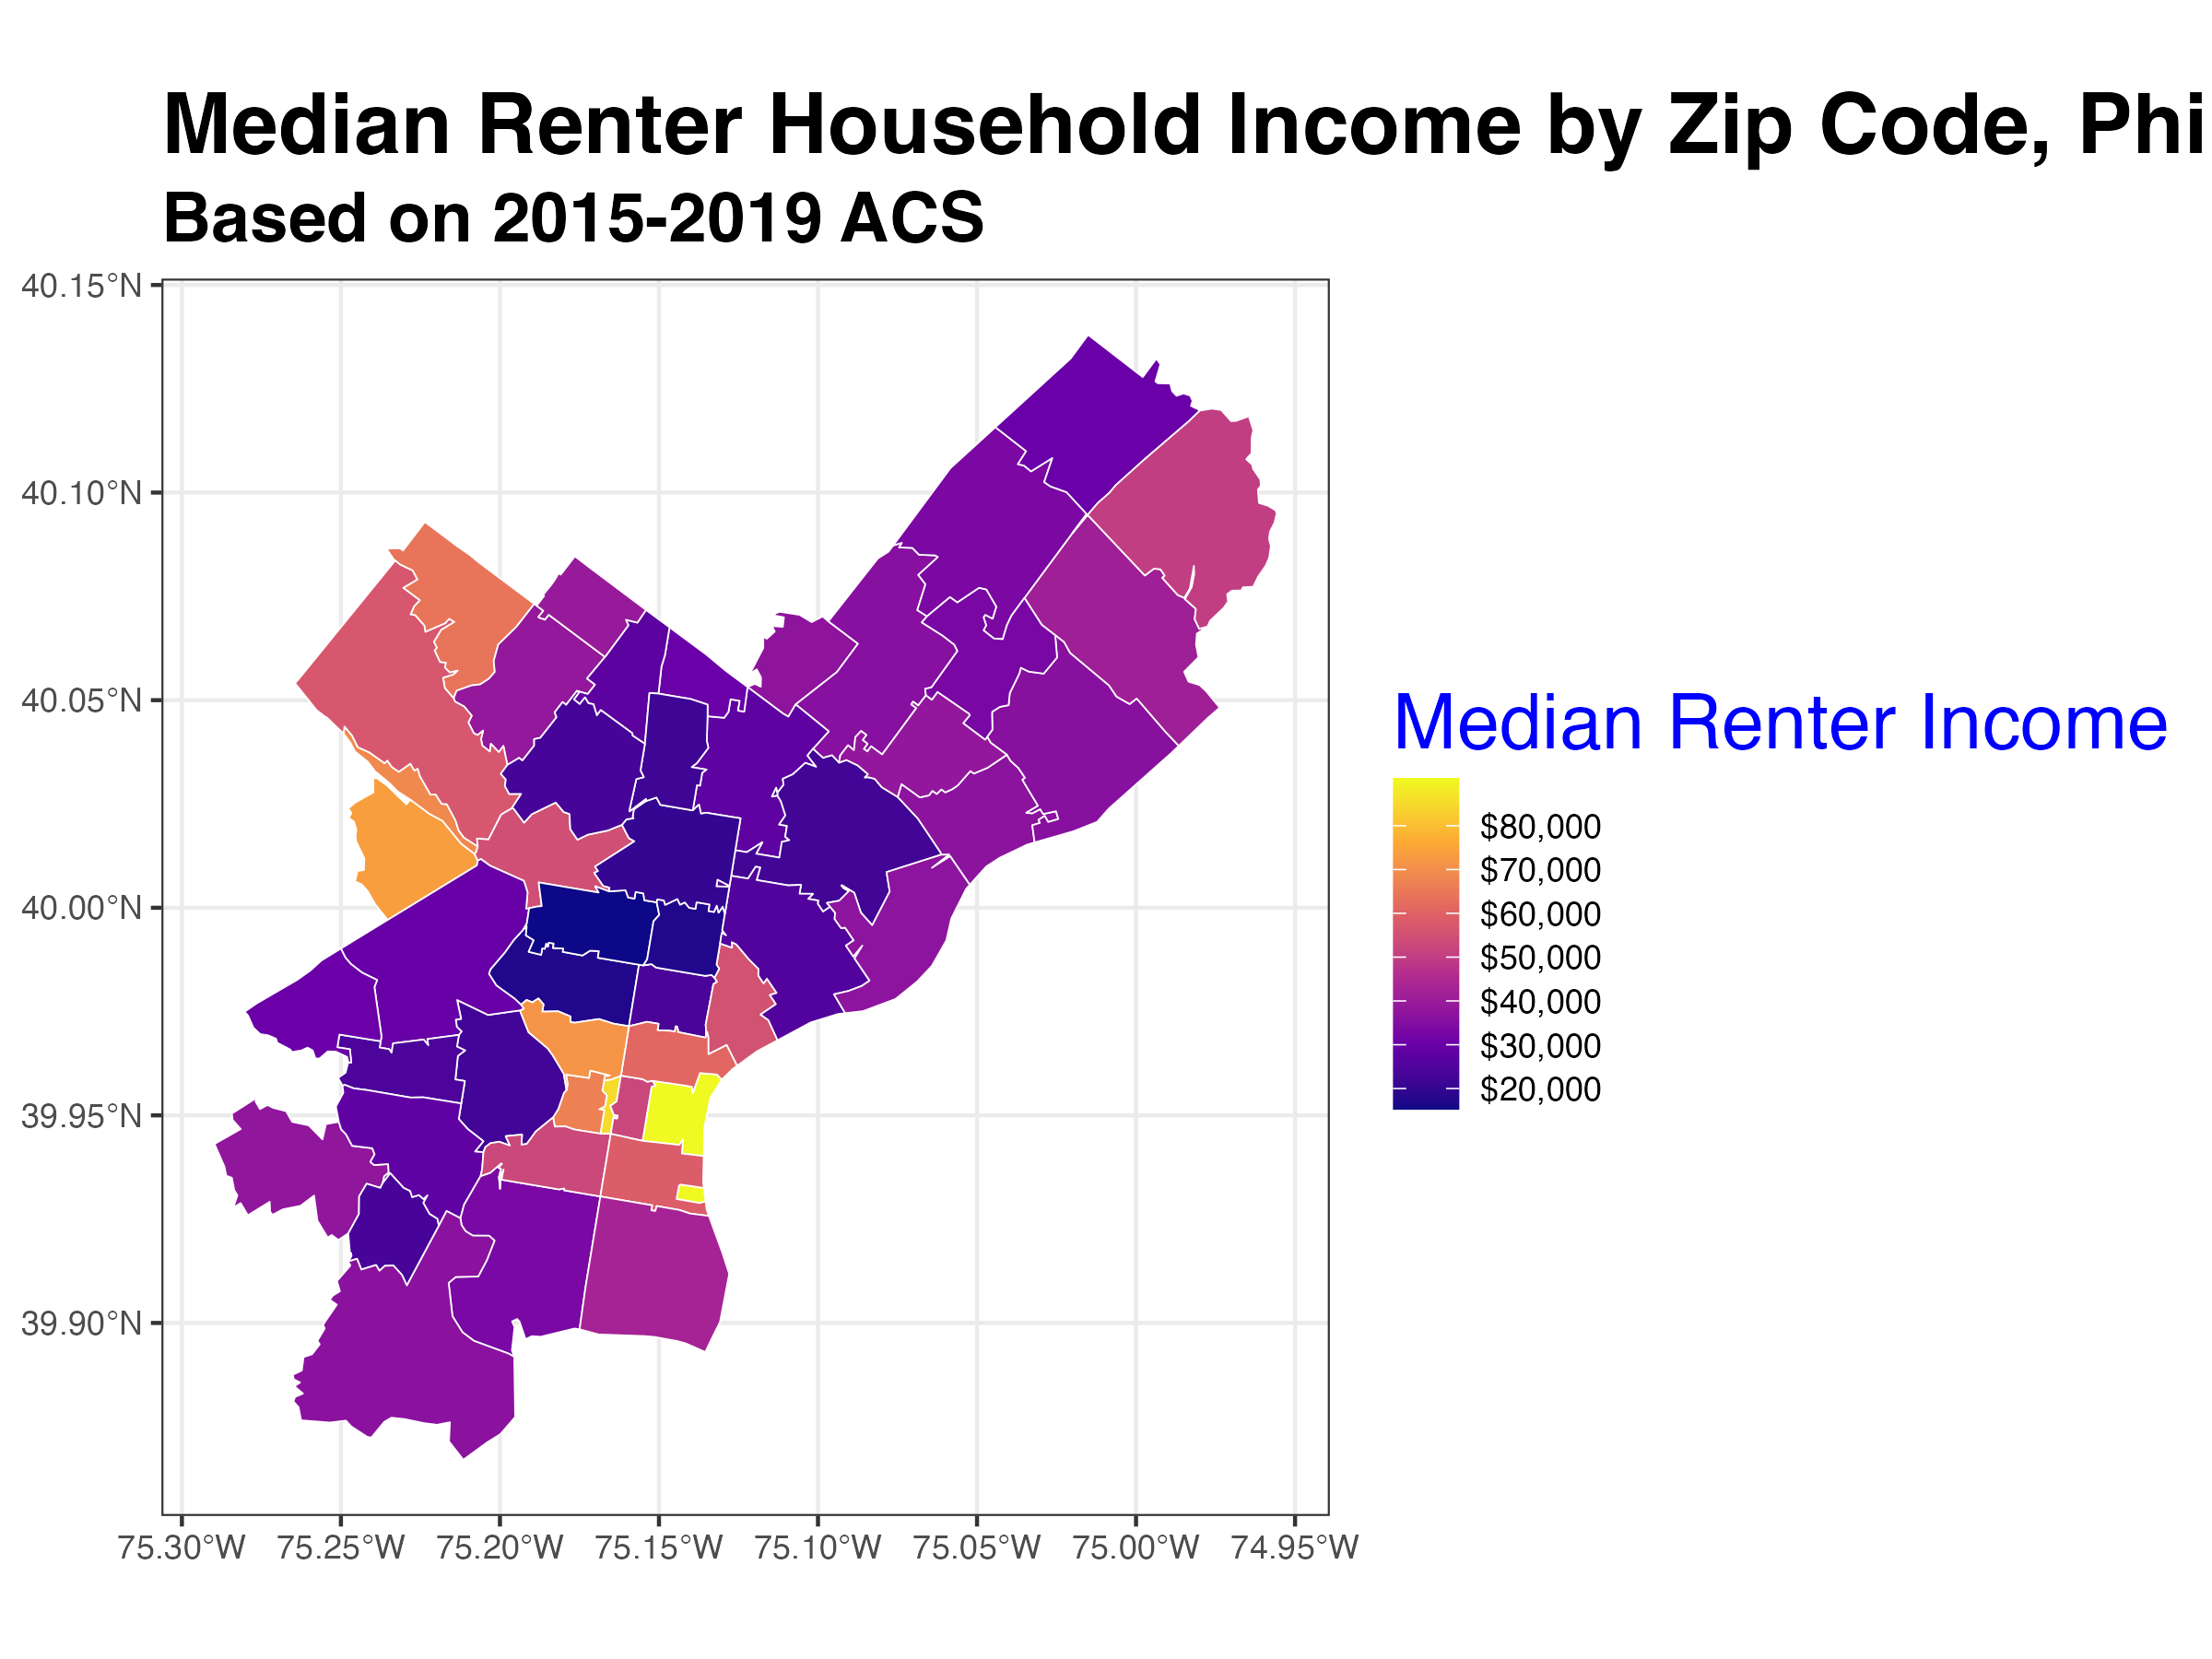 Median Renter Household Income by Zip Code, Phi
Based on 2015-2019 ACS
40.15°N
40.10°N
40.05°N
40.00°N
39.95°N
39.90°N
75.30°W 75.25°W 75.20°W 75.15°W 75.10°W 75.05°W 75.00°W 74.95°W
Median Renter Income
$80,000
$70,000
$60,000
$50,000
$40,000
$30,000
$20,000